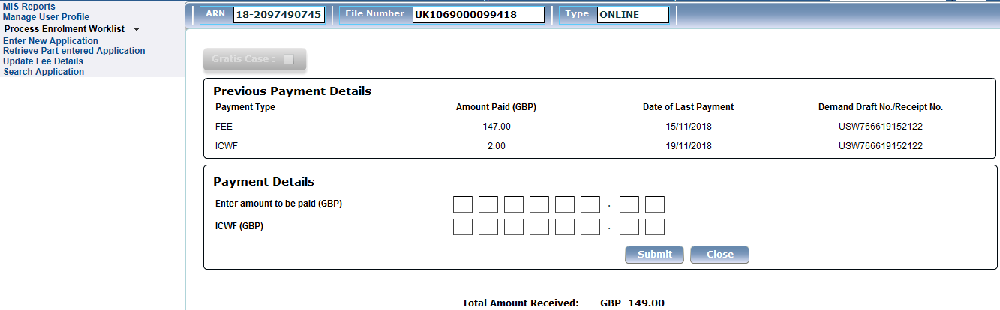 MIS Reports
Manage User Profile
Process Enrolment Worklist
Enter New Application
Retrieve Part-entered Application
Update Fee Details
Search Application
ARN 18-2097490745 File Number UK1069000099418 Type ONLINE
Gratis Case :
Previous Payment Details
Payment Type Amount Paid (GBP) Date of Last Payment Demand Draft No./Receipt No.
FEE 147.00 15/11/2018 USW766619152122
ICWF 2.00 19/11/2018 USW766619152122
Payment Details
Enter amount to be paid (GBP) .
ICWF (GBP) .
Submit Close
Total Amount Received: GBP 149.00